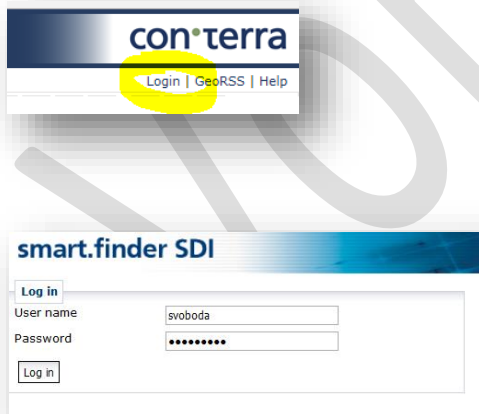 con•terra
Login | GeoRSS | Help
smart.finder SDI
Log in
User name svoboda
Password •••••••••
Log in